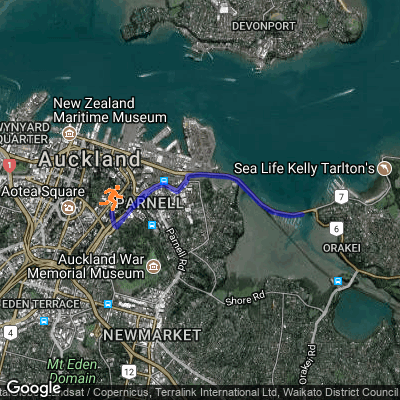 DEVONPORT
New Zealand
Maritime Museum
WYNYARD
QUARTER
1
Auckland
Sea Life Kelly Tarlton's
Aotea Square
PARNELL
7
6
ORAKEI
Parnell Rd
Auckland War
Memorial Museum
Shore Rd
EDEN TERRACE
4
NEWMARKET
Orakei Rd
Mt Eden
Domain
12
Google
dsat / Copernicus, Terralink International Ltd, Waikato District Council